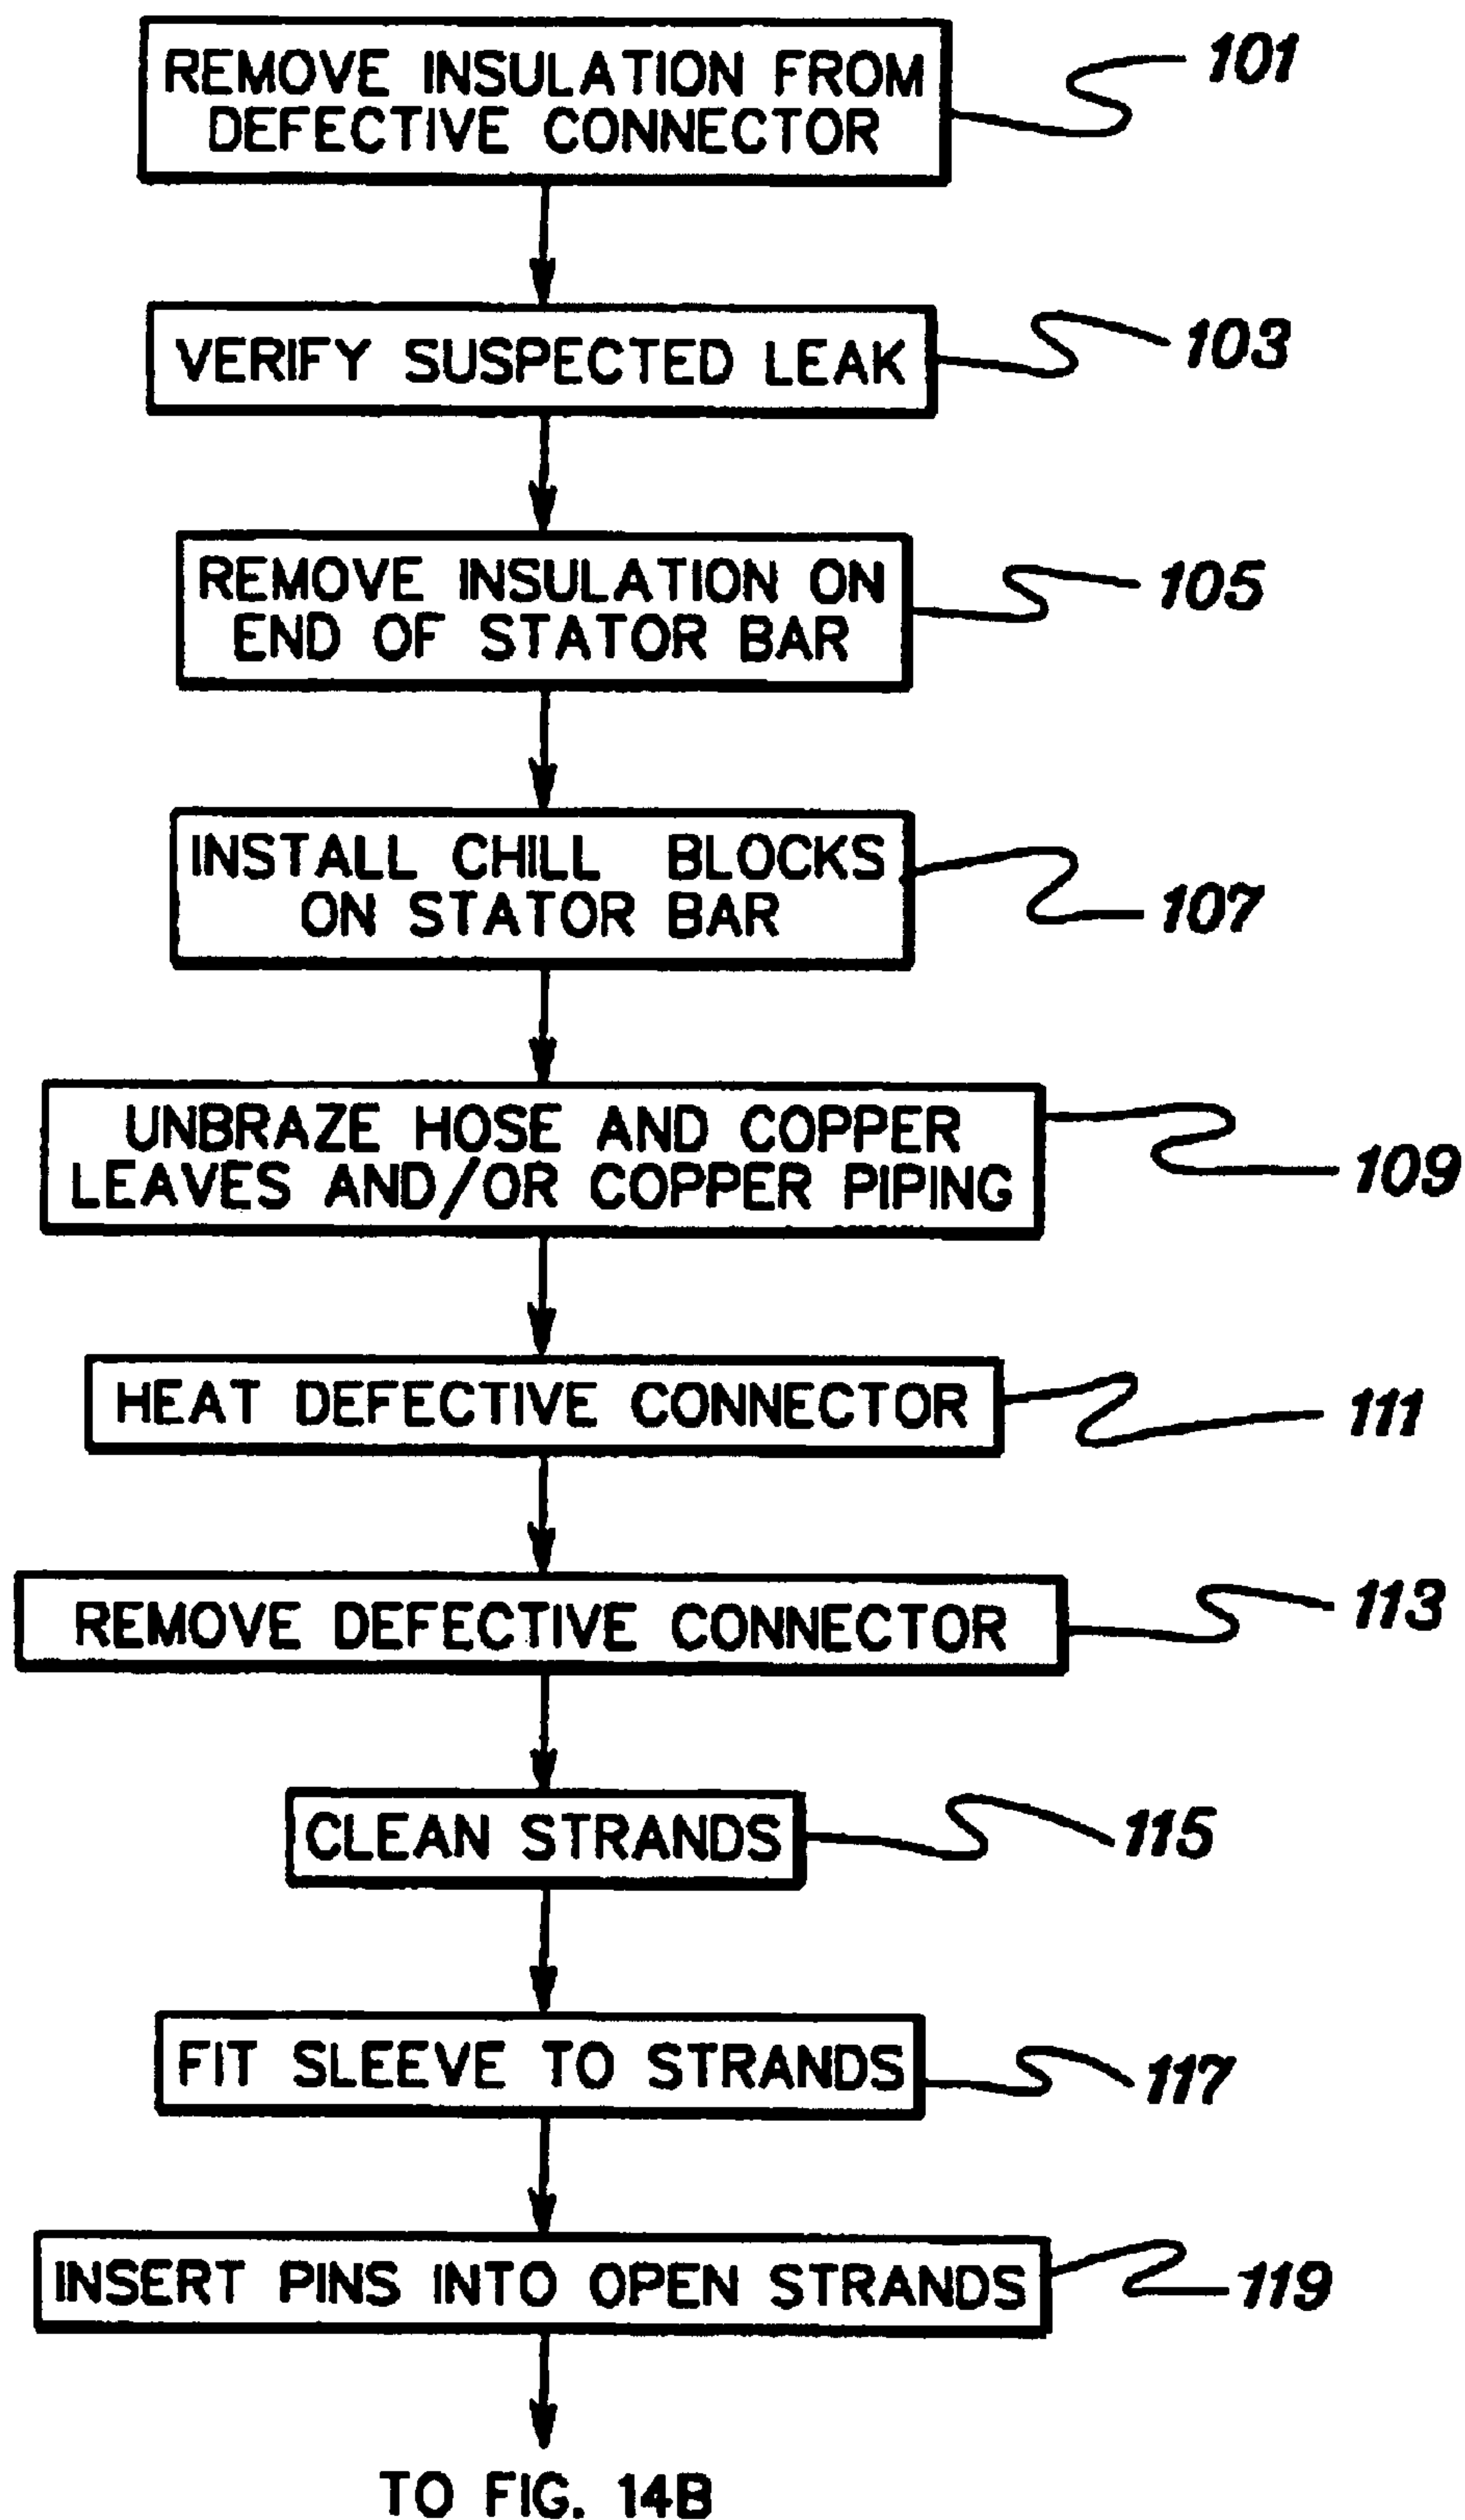 REMOVE INSULATION FROM
DEFECTIVE CONNECTOR
101
VERIFY SUSPECTED LEAK
103
REMOVE INSULATION ON
END OF STATOR BAR
105
INSTALL CHILL BLOCKS
ON STATOR BAR
107
UNBRAZE HOSE AND COPPER
LEAVES AND/OR COPPER PIPING
109
HEAT DEFECTIVE CONNECTOR
111
REMOVE DEFECTIVE CONNECTOR
113
CLEAN STRANDS
115
FIT SLEEVE TO STRANDS
117
INSERT PINS INTO OPEN STRANDS
119
TO FIG. 14B